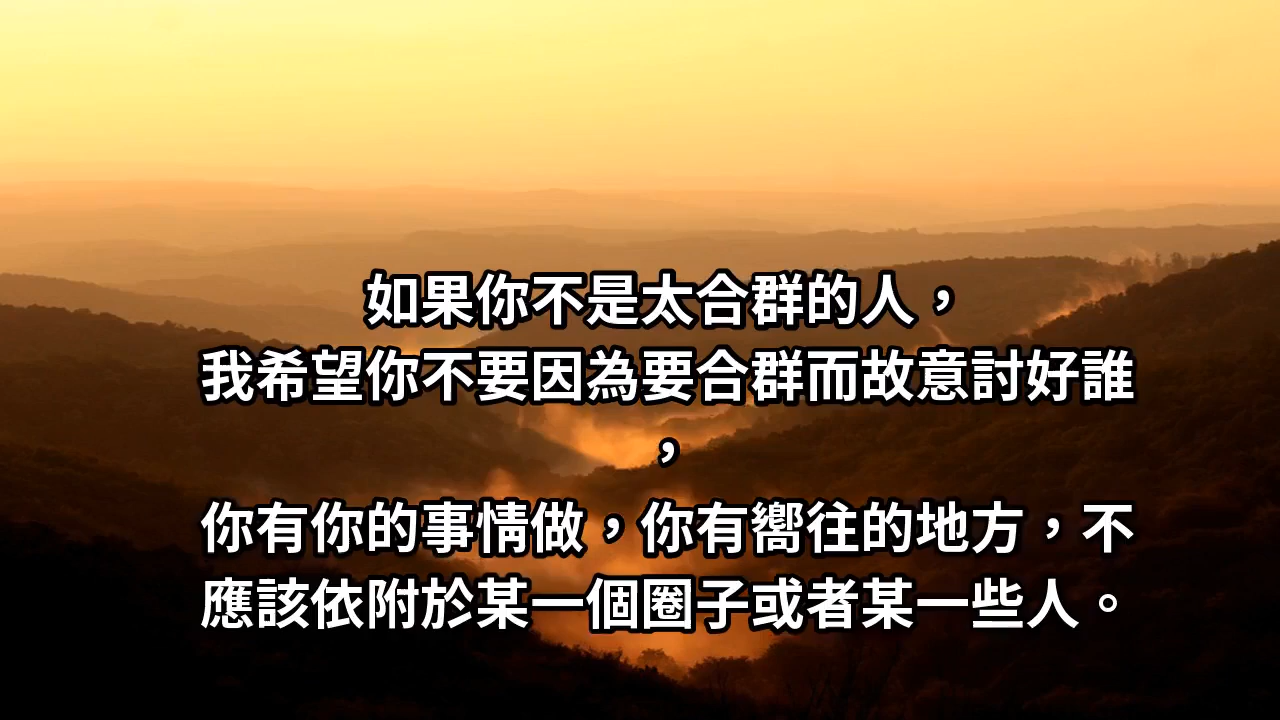 如果你不是太合群的人，
我希望你不要因為要合群而故意討好誰
，
你有你的事情做，你有嚮往的地方，不
應該依附於某一個圈子或者某一些人。